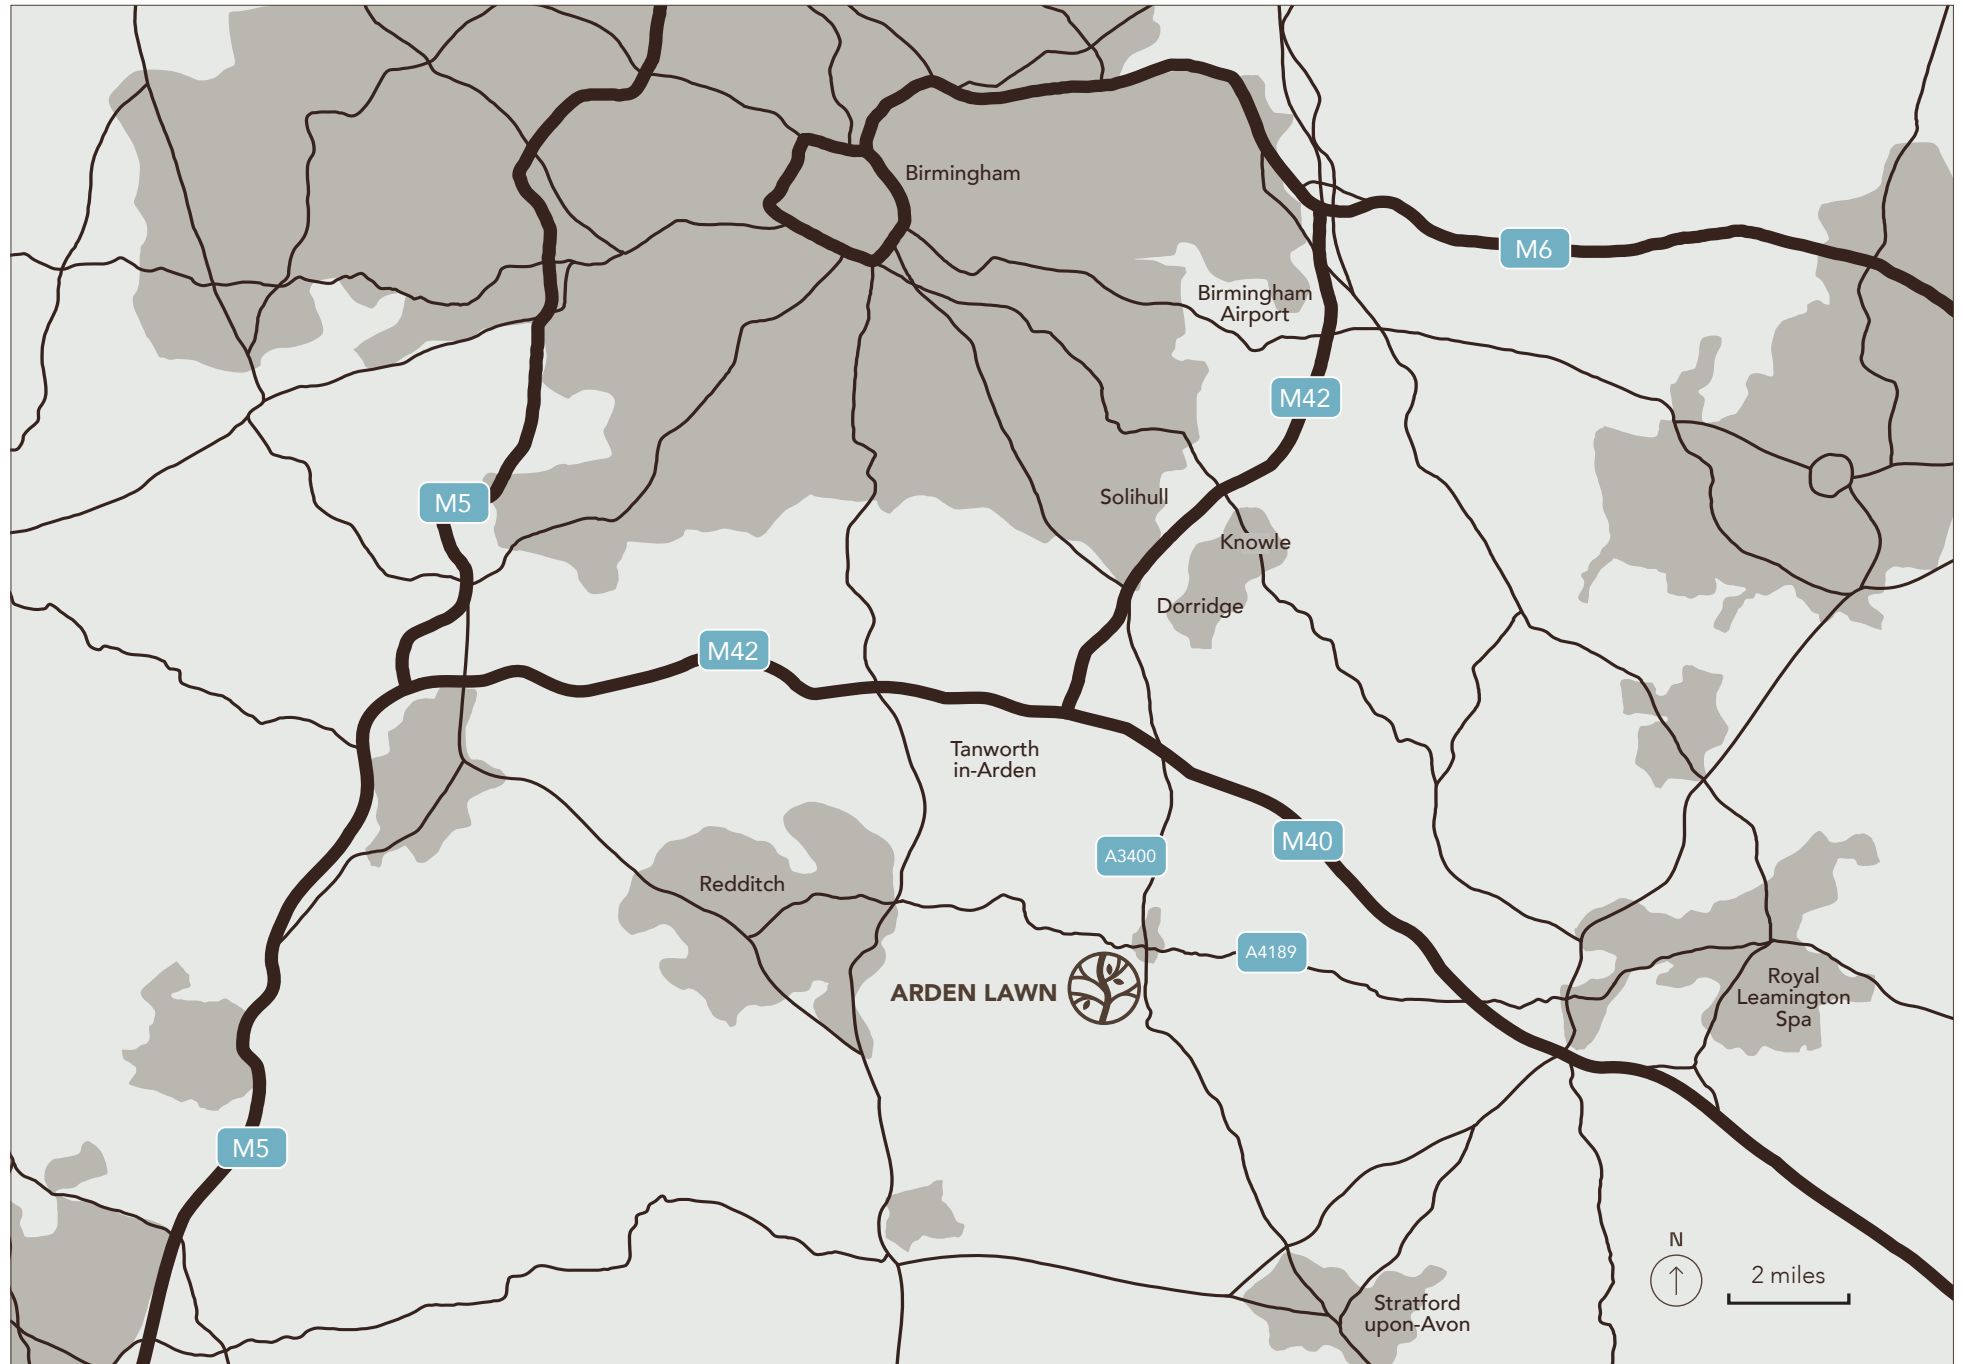 Birmingham
M6
Birmingham
Airport
M42
Solihull
M5
Knowle
Dorridge
M42
Tanworth
in-Arden
M40
A3400
Redditch
A4189
ARDEN LAWN
Royal
Leamington
Spa
M5
N
2 miles
Stratford
upon-Avon